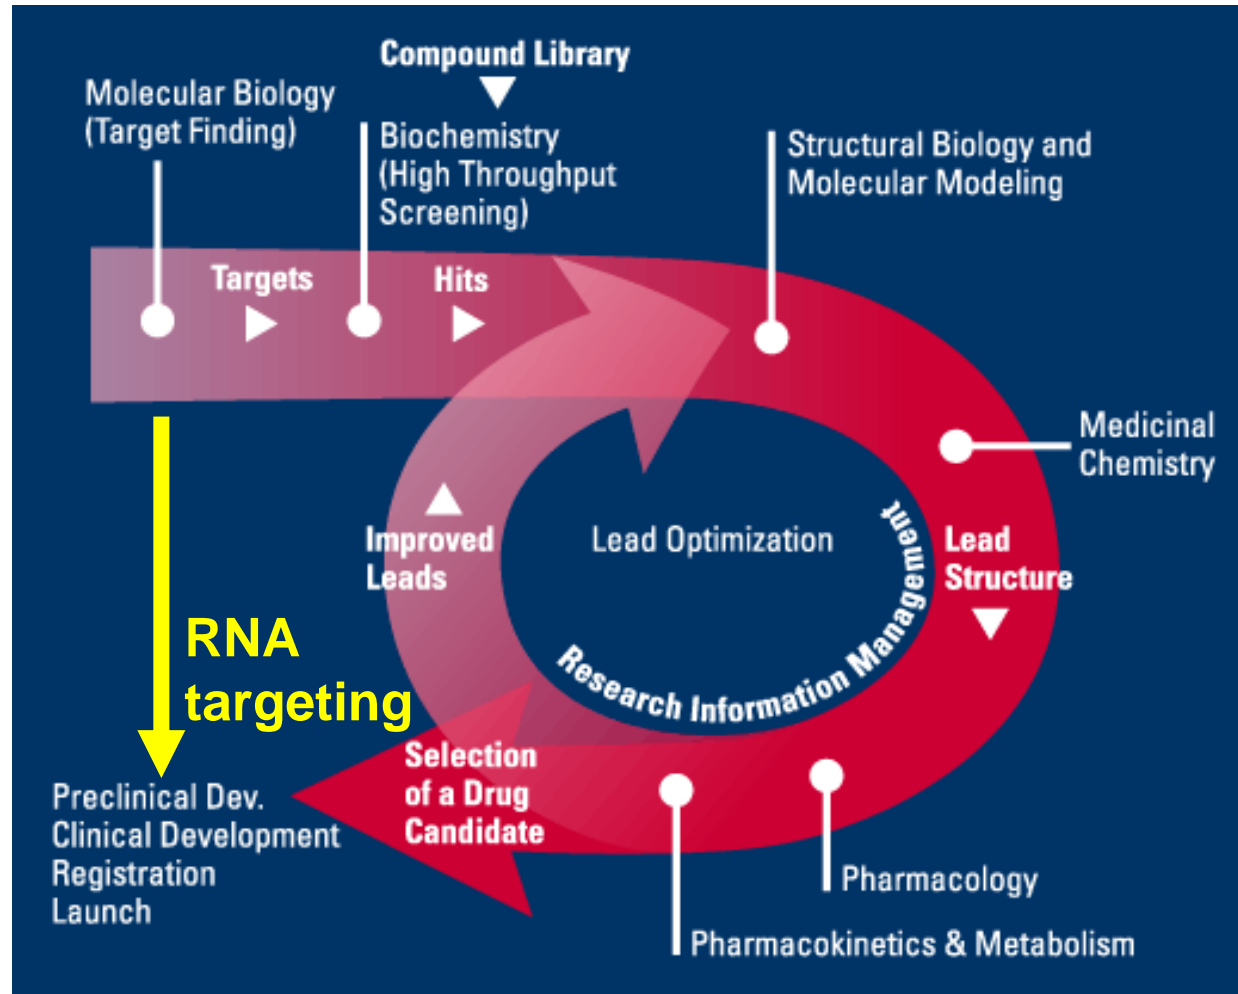 Compound Library
Molecular Biology
(Target Finding)
Biochemistry
(High Throughput
Screening)
Structural Biology and
Molecular Modeling
Targets
Hits
Medicinal
Chemistry
Improved
Leads
Lead Optimization
Lead
Structure
Research Information Management
RNA
targeting
Selection
of a Drug
Candidate
Preclinical Dev.
Clinical Development
Registration
Launch
Pharmacology
Pharmacokinetics & Metabolism